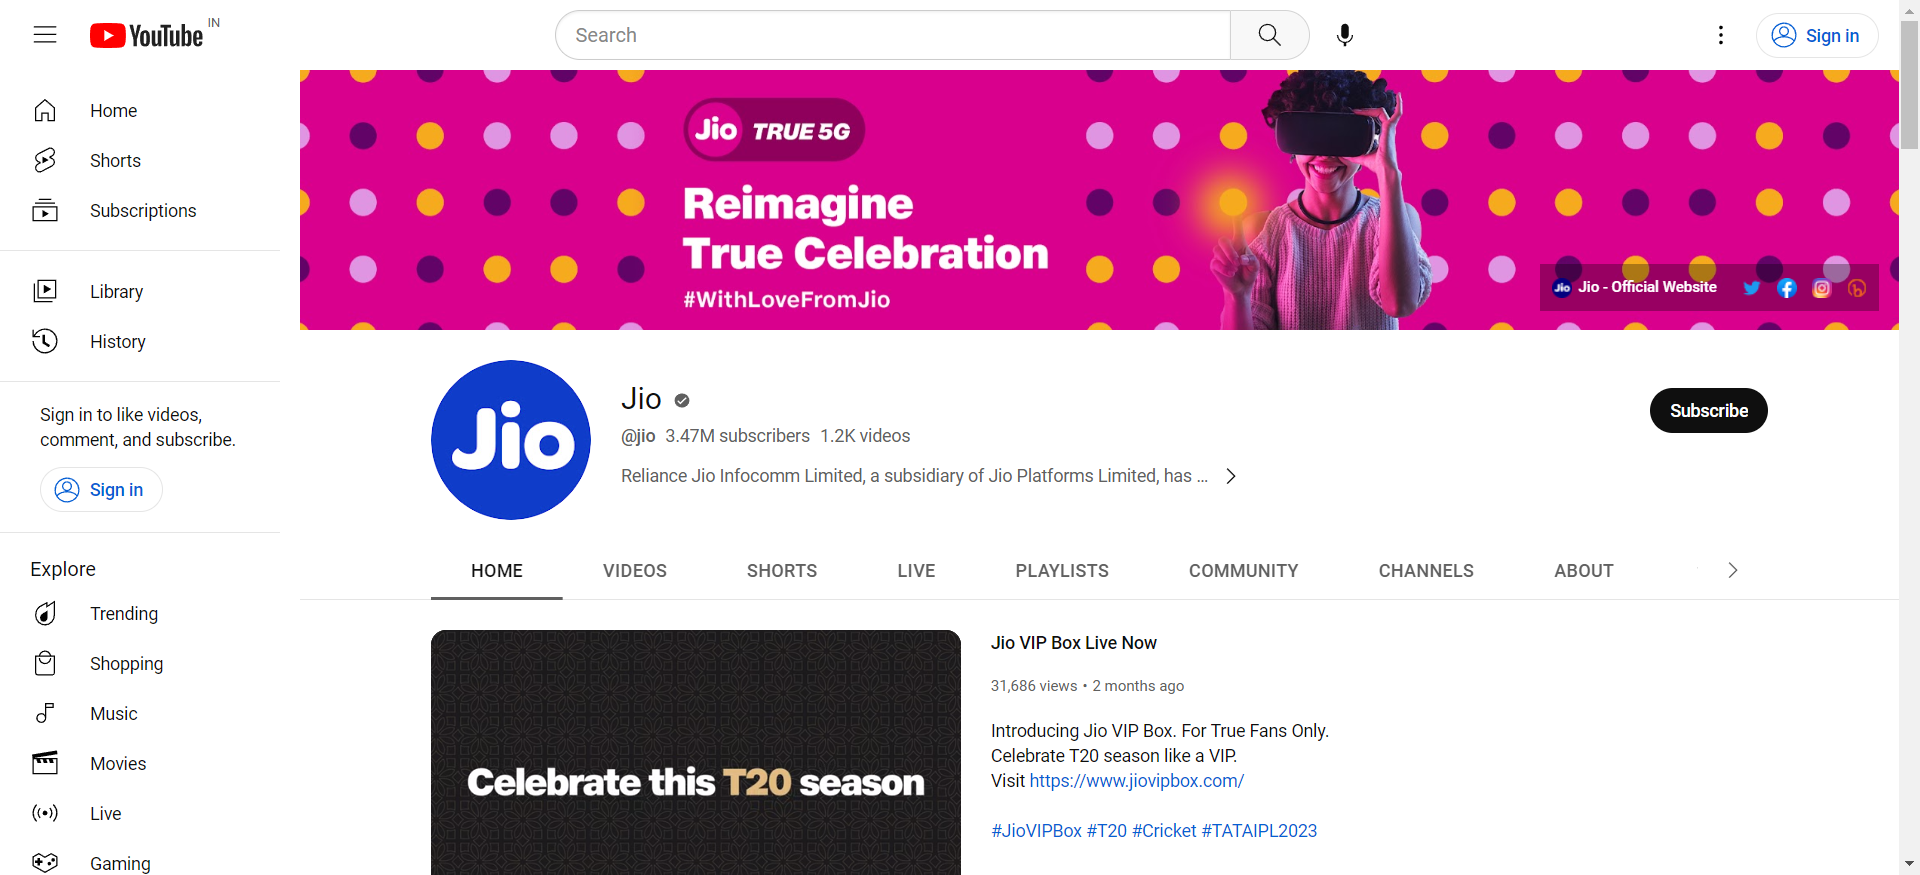 YouTube IN
Search
Sign in
Home
Shorts
Subscriptions
Library
History
Sign in to like videos,
comment, and subscribe.
Sign in
Explore
Trending
Shopping
Music
Movies
Live
Gaming
Jio TRUE 5G
Reimagine
True Celebration
#WithLoveFromJio
Jio Jio - Official Website
Jio
Jio
@jio 3.47M subscribers 1.2K videos
Reliance Jio Infocomm Limited, a subsidiary of Jio Platforms Limited, has ...
Subscribe
HOME VIDEOS SHORTS LIVE PLAYLISTS COMMUNITY CHANNELS ABOUT
Celebrate this T20 season
Jio VIP Box Live Now
31,686 views • 2 months ago
Introducing Jio VIP Box. For True Fans Only.
Celebrate T20 season like a VIP.
Visit https://www.jiovipbox.com/
#JioVIPBox #T20 #Cricket #TATAIPL2023